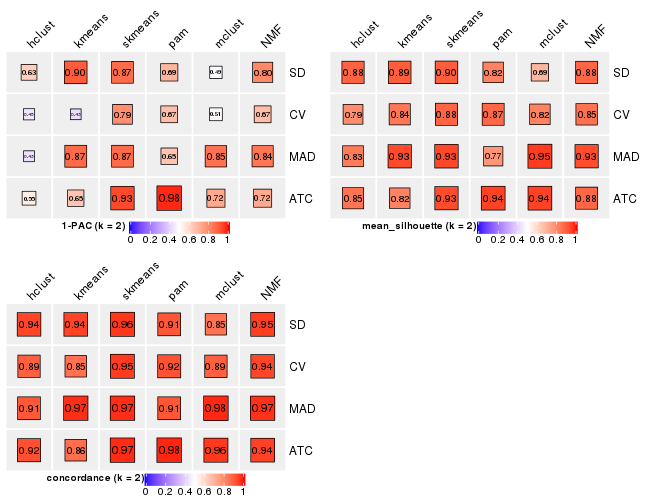 hclust kmeans skmeans pam mclust NMF
0.63 0.90 0.87 0.69 0.49 0.80 SD
0.79 0.67 0.51 0.67 CV
0.87 0.87 0.65 0.85 0.84 MAD
0.55 0.65 0.93 0.98 0.72 0.72 ATC
1-PAC (k = 2)
0 0.2 0.4 0.6 0.8 1
hclust kmeans skmeans pam mclust NMF
0.88 0.89 0.90 0.82 0.69 0.88 SD
0.79 0.84 0.88 0.87 0.82 0.85 CV
0.83 0.93 0.93 0.77 0.95 0.93 MAD
0.85 0.82 0.93 0.94 0.94 0.88 ATC
mean_silhouette (k = 2)
0 0.2 0.4 0.6 0.8 1
hclust kmeans skmeans pam mclust NMF
0.94 0.94 0.96 0.91 0.85 0.95 SD
0.89 0.85 0.95 0.92 0.89 0.94 CV
0.91 0.97 0.97 0.91 0.98 0.97 MAD
0.92 0.86 0.97 0.98 0.96 0.94 ATC
concordance (k = 2)
0 0.2 0.4 0.6 0.8 1